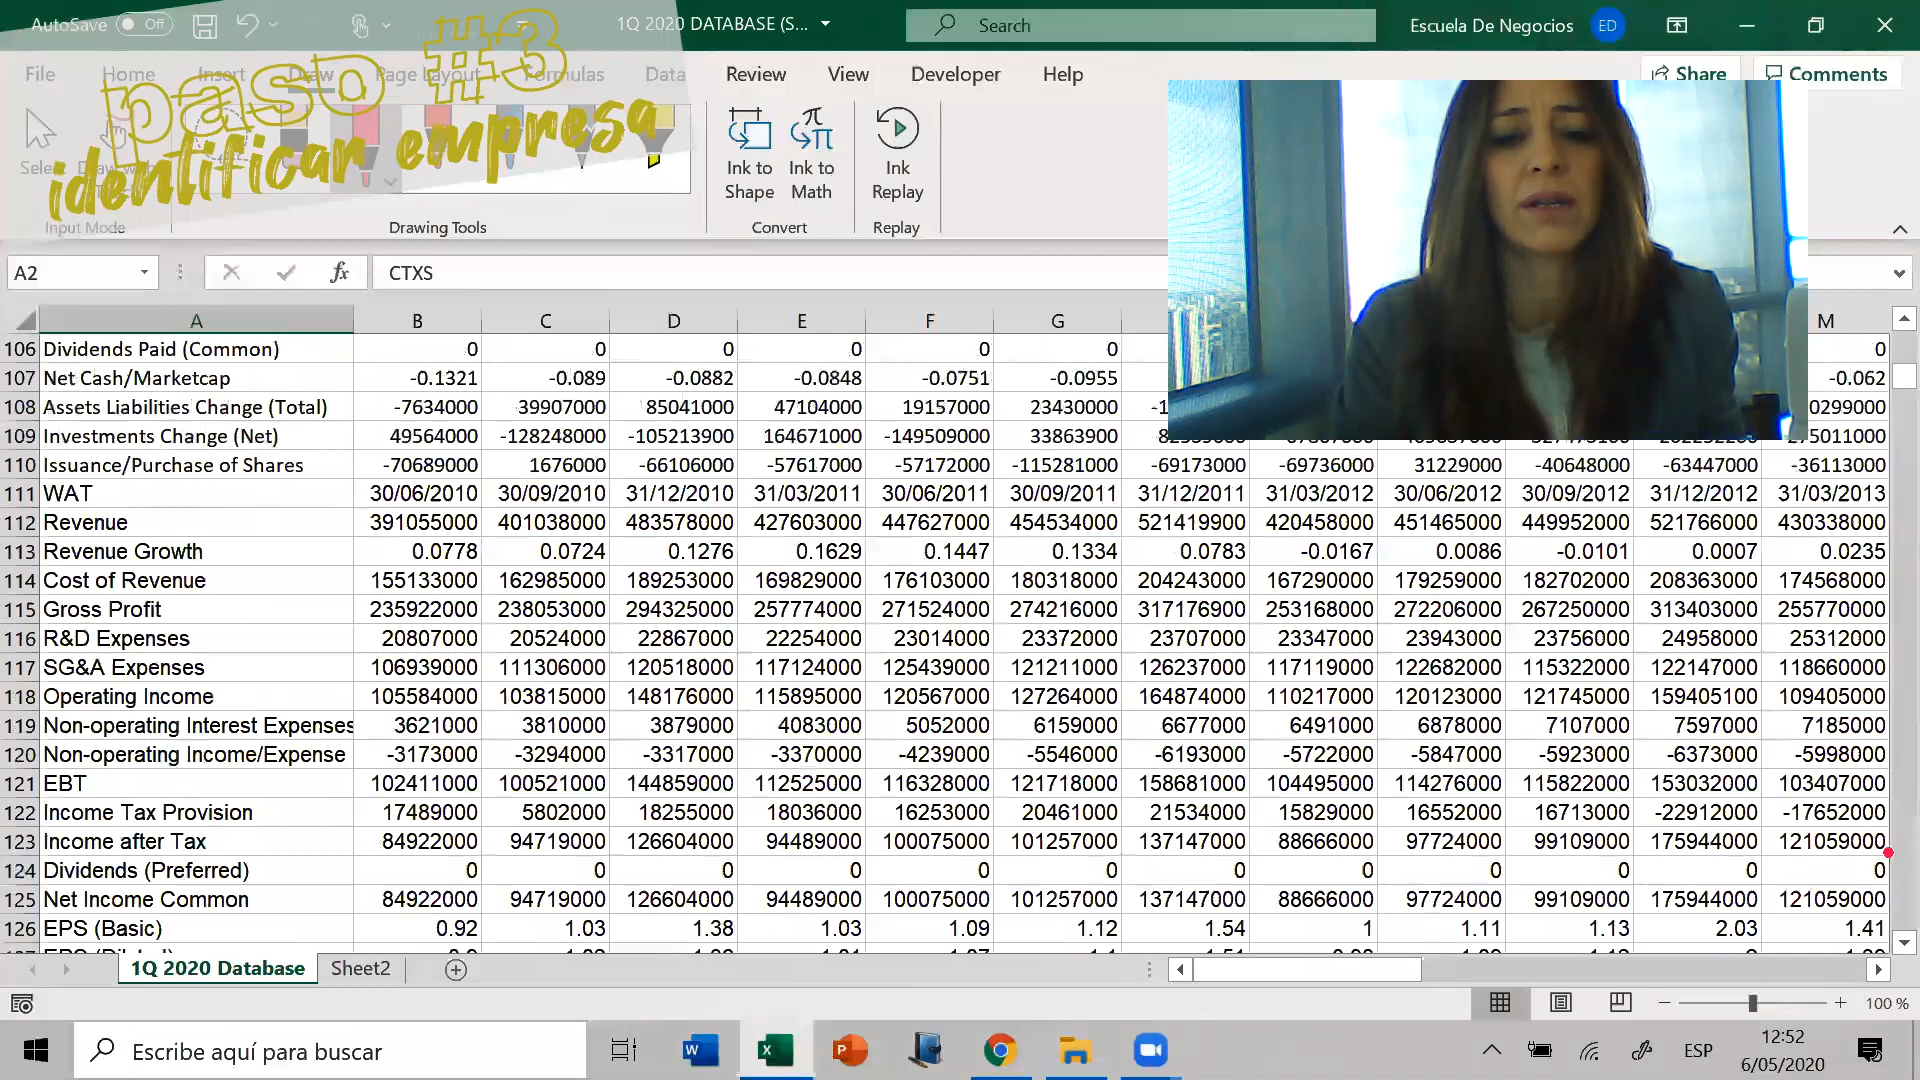 AutoSave Off 1Q 2020 DATABASE (S... Search Escuela De Negocios ED
paso #3
identificar empresa
File Home Insert Draw Page Layout Formulas Data Review View Developer Help Share Comments
Select
Ink to Shape
Ink to Math
Ink Replay
Input Mode Drawing Tools Convert Replay
A2 fx CTXS
A B C D E F G M
106 Dividends Paid (Common) 0 0 0 0 0 0 0
107 Net Cash/Marketcap -0.1321 -0.089 -0.0882 -0.0848 -0.0751 -0.0955 -0.062
108 Assets Liabilities Change (Total) -7634000 39907000 85041000 47104000 19157000 23430000 -1 0299000
109 Investments Change (Net) 49564000 -128248000 -105213900 164671000 -149509000 33863900
110 Issuance/Purchase of Shares -70689000 1676000 -66106000 -57617000 -57172000 -115281000 -69173000 -69736000 31229000 -40648000 -63447000 -36113000
111 WAT 30/06/2010 30/09/2010 31/12/2010 31/03/2011 30/06/2011 30/09/2011 31/12/2011 31/03/2012 30/06/2012 30/09/2012 31/12/2012 31/03/2013
112 Revenue 391055000 401038000 483578000 427603000 447627000 454534000 521419900 420458000 451465000 449952000 521766000 430338000
113 Revenue Growth 0.0778 0.0724 0.1276 0.1629 0.1447 0.1334 0.0783 -0.0167 0.0086 -0.0101 0.0007 0.0235
114 Cost of Revenue 155133000 162985000 189253000 169829000 176103000 180318000 204243000 167290000 179259000 182702000 208363000 174568000
115 Gross Profit 235922000 238053000 294325000 257774000 271524000 274216000 317176900 253168000 272206000 267250000 313403000 255770000
116 R&D Expenses 20807000 20524000 22867000 22254000 23014000 23372000 23707000 23347000 23943000 23756000 24958000 25312000
117 SG&A Expenses 106939000 111306000 120518000 117124000 125439000 121211000 126237000 117119000 122682000 115322000 122147000 118660000
118 Operating Income 105584000 103815000 148176000 115895000 120567000 127264000 164874000 110217000 120123000 121745000 159405100 109405000
119 Non-operating Interest Expenses 3621000 3810000 3879000 4083000 5052000 6159000 6677000 6491000 6878000 7107000 7597000 7185000
120 Non-operating Income/Expense -3173000 -3294000 -3317000 -3370000 -4239000 -5546000 -6193000 -5722000 -5847000 -5923000 -6373000 -5998000
121 EBT 102411000 100521000 144859000 112525000 116328000 121718000 158681000 104495000 114276000 115822000 153032000 103407000
122 Income Tax Provision 17489000 5802000 18255000 18036000 16253000 20461000 21534000 15829000 16552000 16713000 -22912000 -17652000
123 Income after Tax 84922000 94719000 126604000 94489000 100075000 101257000 137147000 88666000 97724000 99109000 175944000 121059000
124 Dividends (Preferred) 0 0 0 0 0 0 0 0 0 0 0 0
125 Net Income Common 84922000 94719000 126604000 94489000 100075000 101257000 137147000 88666000 97724000 99109000 175944000 121059000
126 EPS (Basic) 0.92 1.03 1.38 1.03 1.09 1.12 1.54 1 1.11 1.13 2.03 1.41
1Q 2020 Database Sheet2
100 %
Escribe aquí para buscar ESP 12:52
6/05/2020